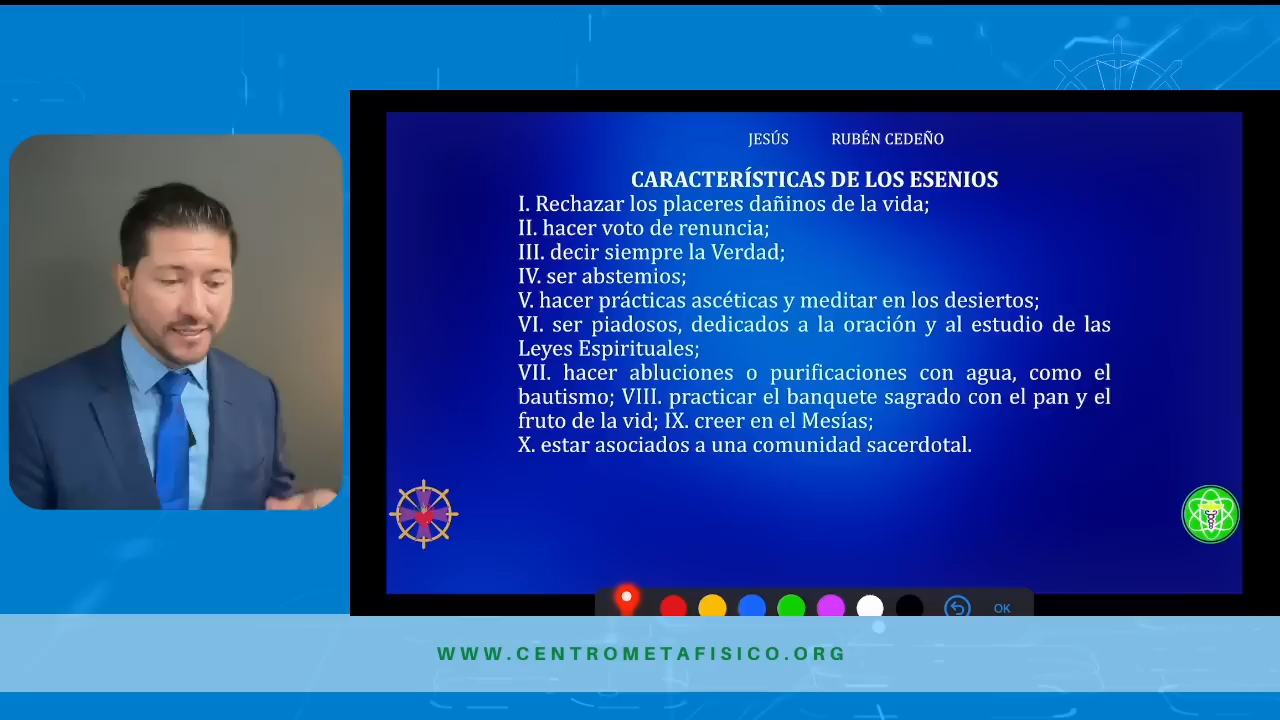 JESÚS RUBÉN CEDEÑO
CARACTERÍSTICAS DE LOS ESENIOS
I. Rechazar los placeres dañinos de la vida;
II. hacer voto de renuncia;
III. decir siempre la Verdad;
IV. ser abstemios;
V. hacer prácticas ascéticas y meditar en los desiertos;
VI. ser piadosos, dedicados a la oración y al estudio de las
Leyes Espirituales;
VII. hacer abluciones o purificaciones con agua, como el
bautismo; VIII. practicar el banquete sagrado con el pan y el
fruto de la vid; IX. creer en el Mesías;
X. estar asociados a una comunidad sacerdotal.
OK
WWW.CENTROMETAFISICO.ORG